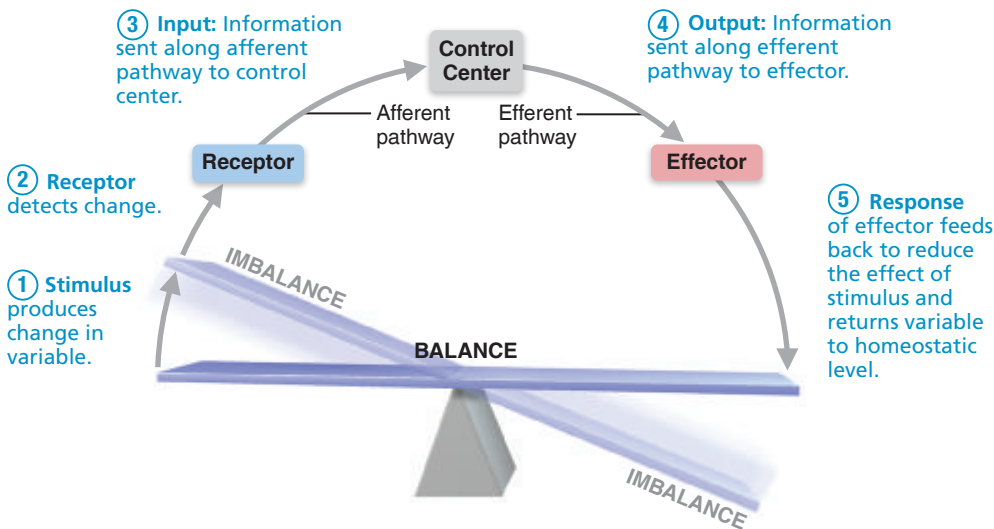 3 Input: Information
sent along afferent
pathway to control
center.
4 Output: Information
sent along efferent
pathway to effector.
Control
Center
Afferent
pathway
Efferent
pathway
Receptor
Effector
2 Receptor
detects change.
5 Response
of effector feeds
back to reduce
the effect of
stimulus and
returns variable
to homeostatic
level.
IMBALANCE
1 Stimulus
produces
change in
variable.
BALANCE
IMBALANCE